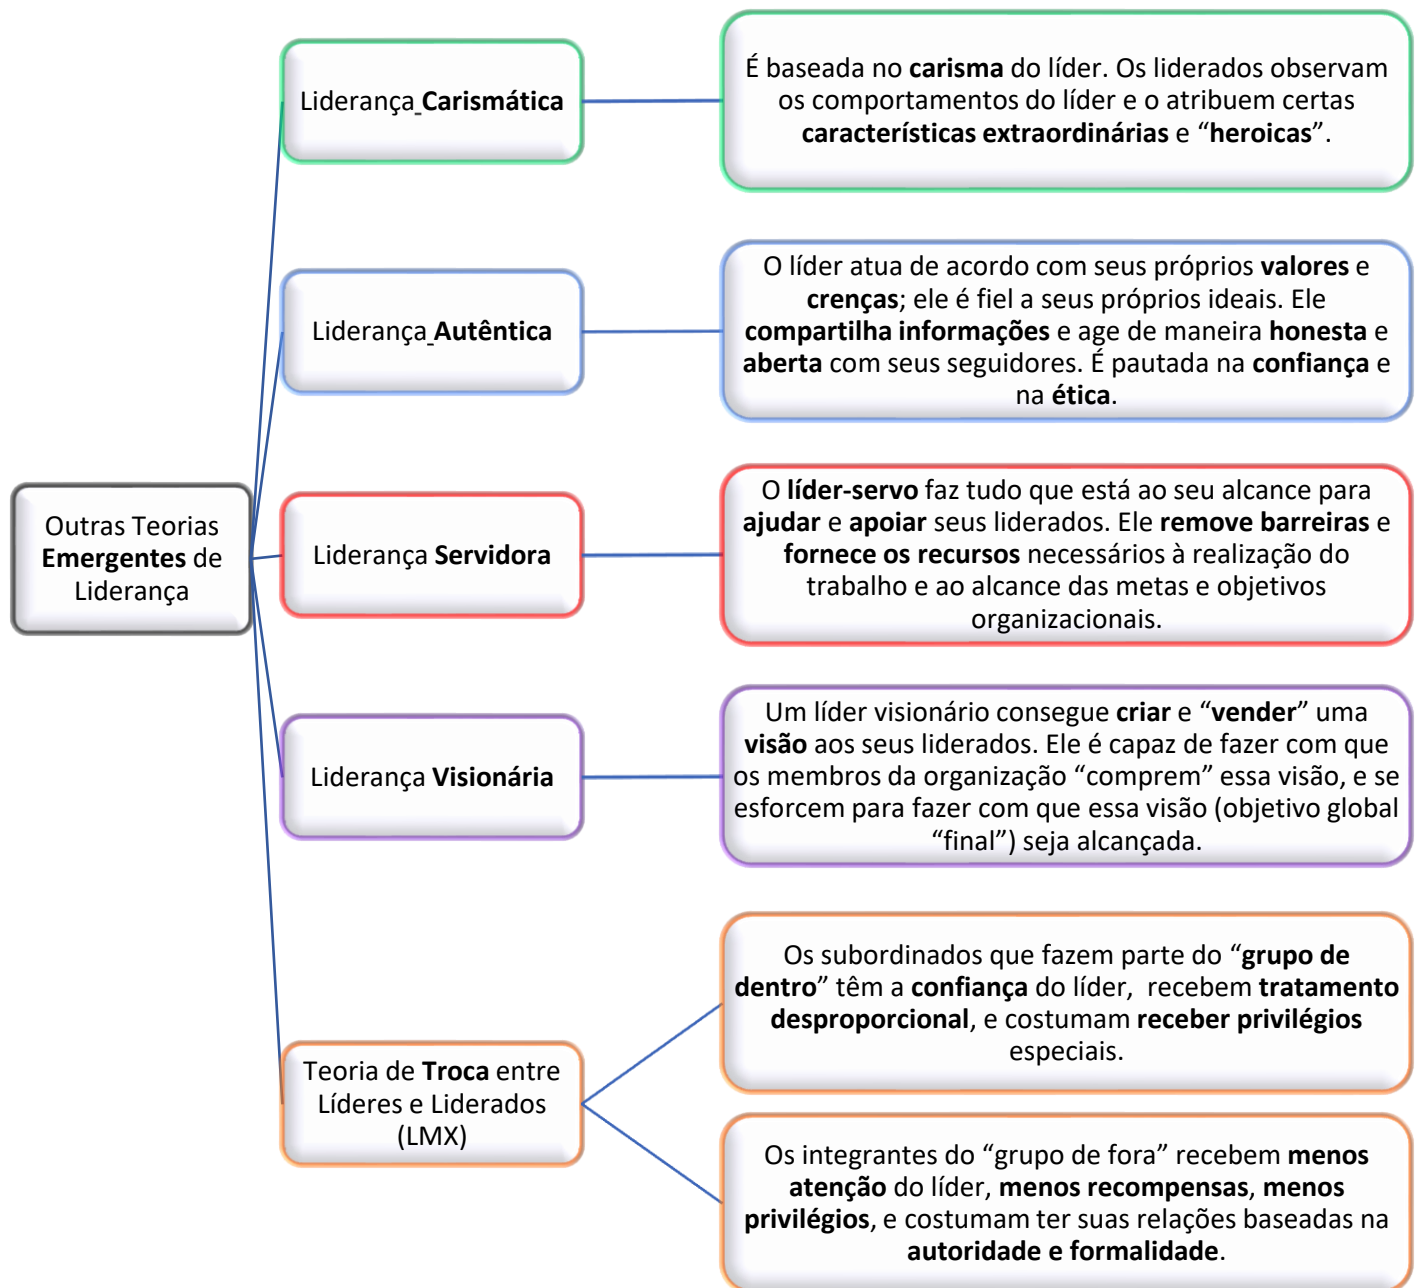 Liderança Carismática
É baseada no carisma do líder. Os liderados observam
os comportamentos do líder e o atribuem certas
características extraordinárias e “heroicas”.
Liderança Autêntica
O líder atua de acordo com seus próprios valores e
crenças; ele é fiel a seus próprios ideais. Ele
compartilha informações e age de maneira honesta e
aberta com seus seguidores. É pautada na confiança e
na ética.
Outras Teorias
Emergentes de
Liderança
Liderança Servidora
O líder-servo faz tudo que está ao seu alcance para
ajudar e apoiar seus liderados. Ele remove barreiras e
fornece os recursos necessários à realização do
trabalho e ao alcance das metas e objetivos
organizacionais.
Liderança Visionária
Um líder visionário consegue criar e “vender” uma
visão aos seus liderados. Ele é capaz de fazer com que
os membros da organização “comprem” essa visão, e se
esforcem para fazer com que essa visão (objetivo global
“final”) seja alcançada.
Teoria de Troca entre
Líderes e Liderados
(LMX)
Os subordinados que fazem parte do “grupo de
dentro” têm a confiança do líder, recebem tratamento
desproporcional, e costumam receber privilégios
especiais.
Os integrantes do “grupo de fora” recebem menos
atenção do líder, menos recompensas, menos
privilégios, e costumam ter suas relações baseadas na
autoridade e formalidade.